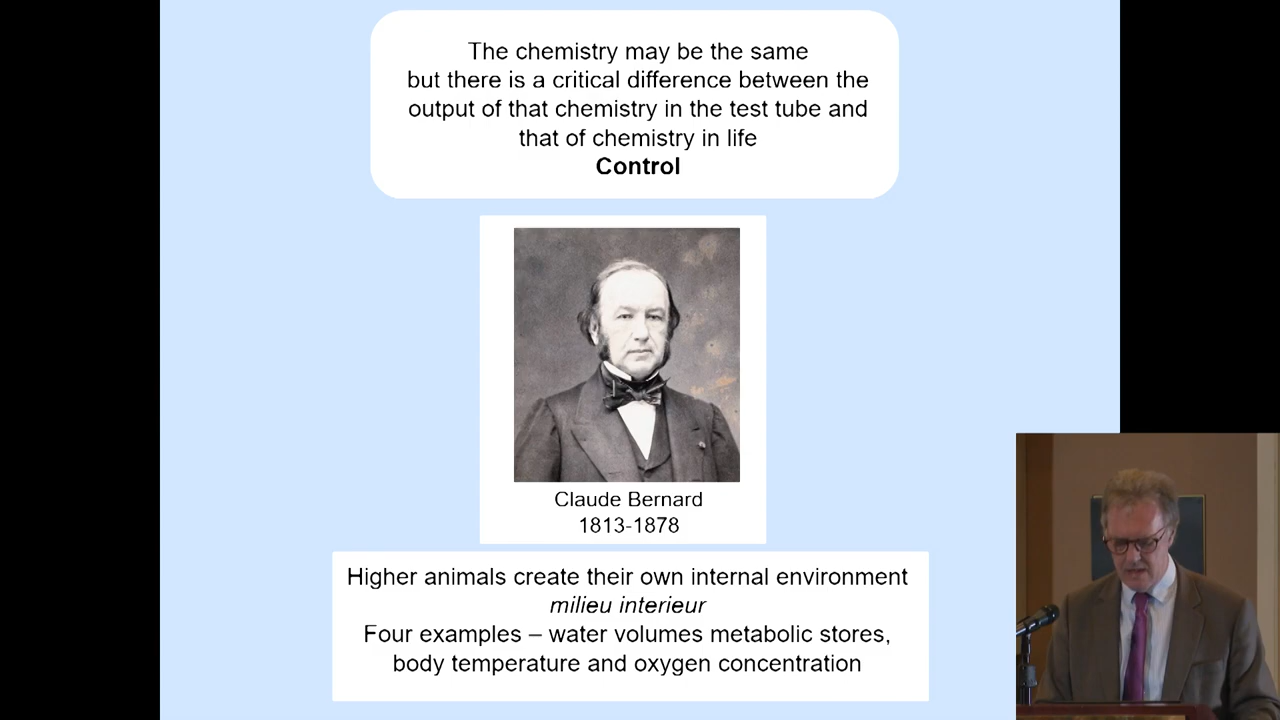 The chemistry may be the same
but there is a critical difference between the
output of that chemistry in the test tube and
that of chemistry in life
Control
Claude Bernard
1813-1878
Higher animals create their own internal environment
milieu interieur
Four examples – water volumes metabolic stores,
body temperature and oxygen concentration